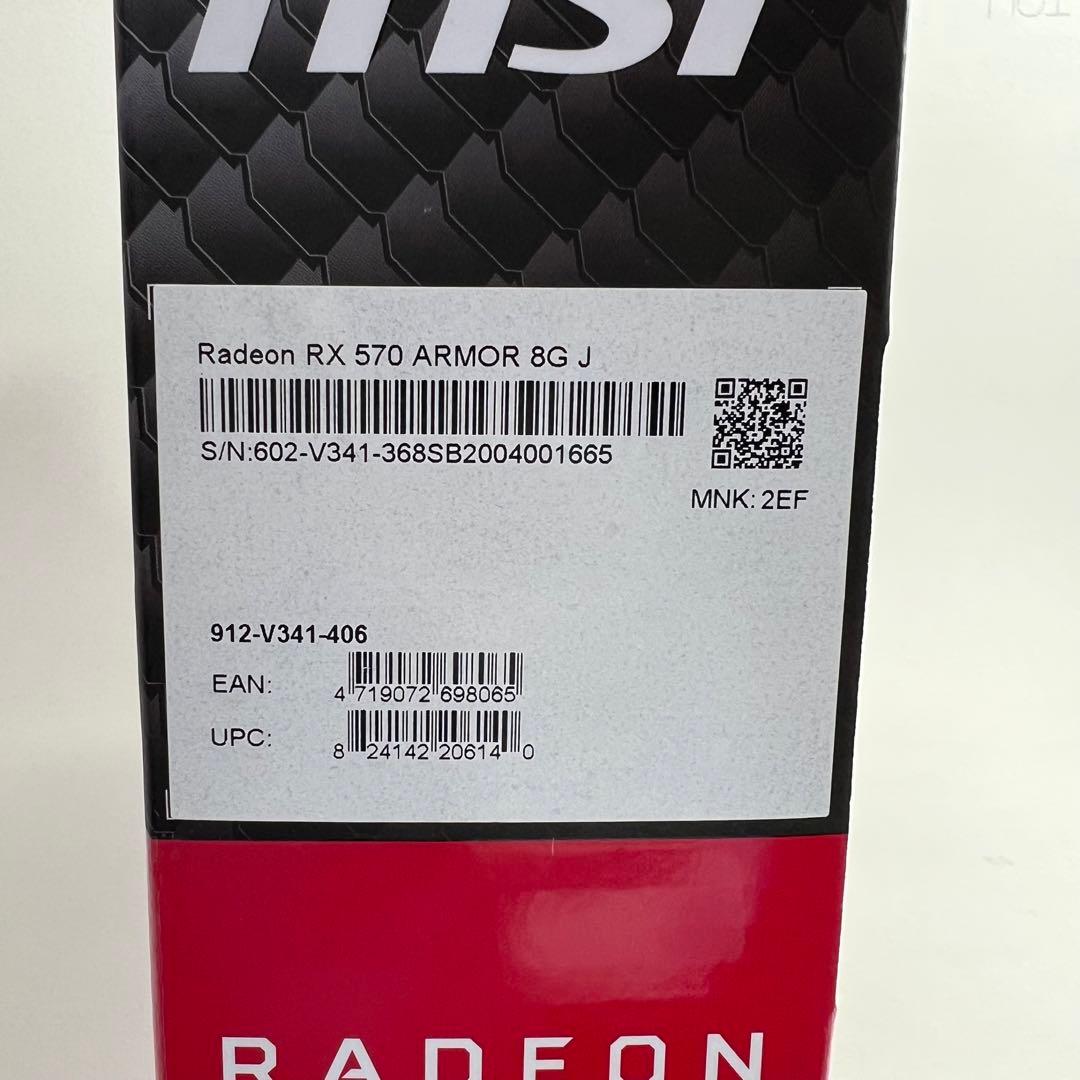 msi
Radeon RX 570 ARMOR 8G J
S/N:602-V341-368SB2004001665
MNK: 2EF
912-V341-406
EAN: 4 719072 698065
UPC: 8 24142 20614 0
RADEON